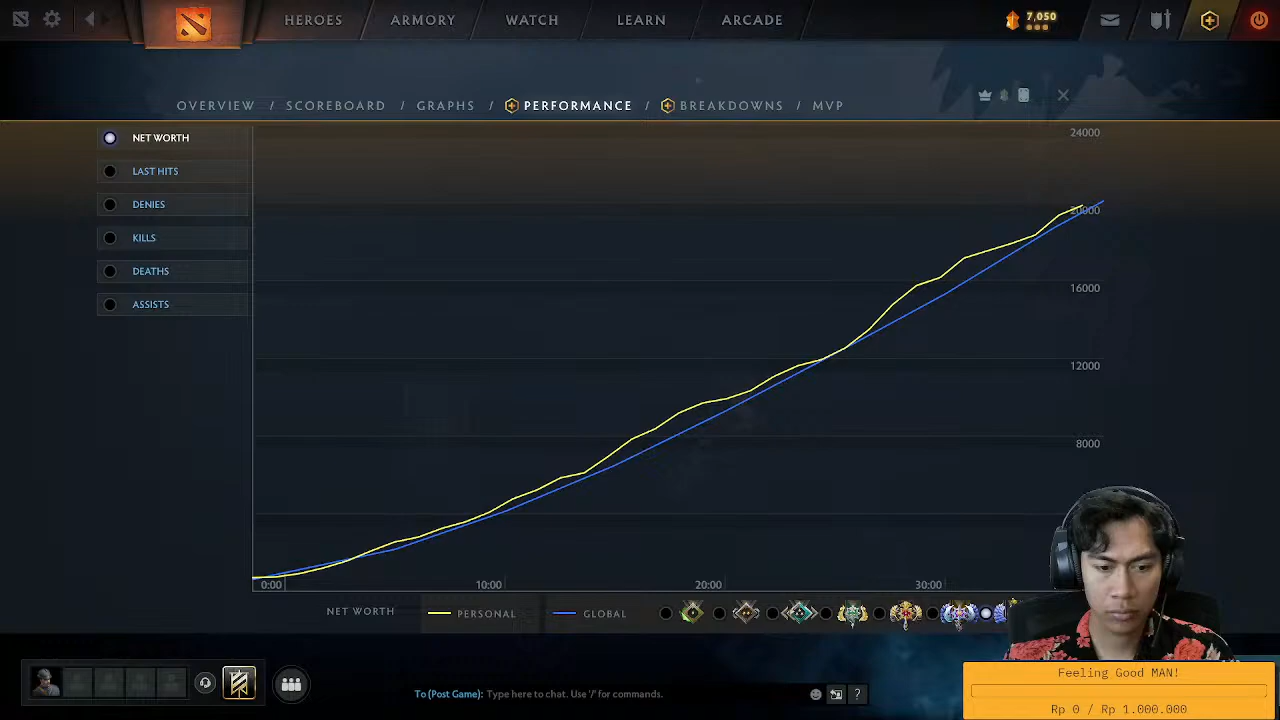 HEROES
ARMORY
WATCH
LEARN
ARCADE
7,050
OVERVIEW / SCOREBOARD / GRAPHS / PERFORMANCE / BREAKDOWNS / MVP
NET WORTH
LAST HITS
DENIES
KILLS
DEATHS
ASSISTS
24000
20000
16000
12000
8000
0:00
10:00
20:00
30:00
NET WORTH
PERSONAL
GLOBAL
To (Post Game): Type here to chat. Use '/' for commands.
?
Feeling Good MAN!
Rp 0 / Rp 1.000.000